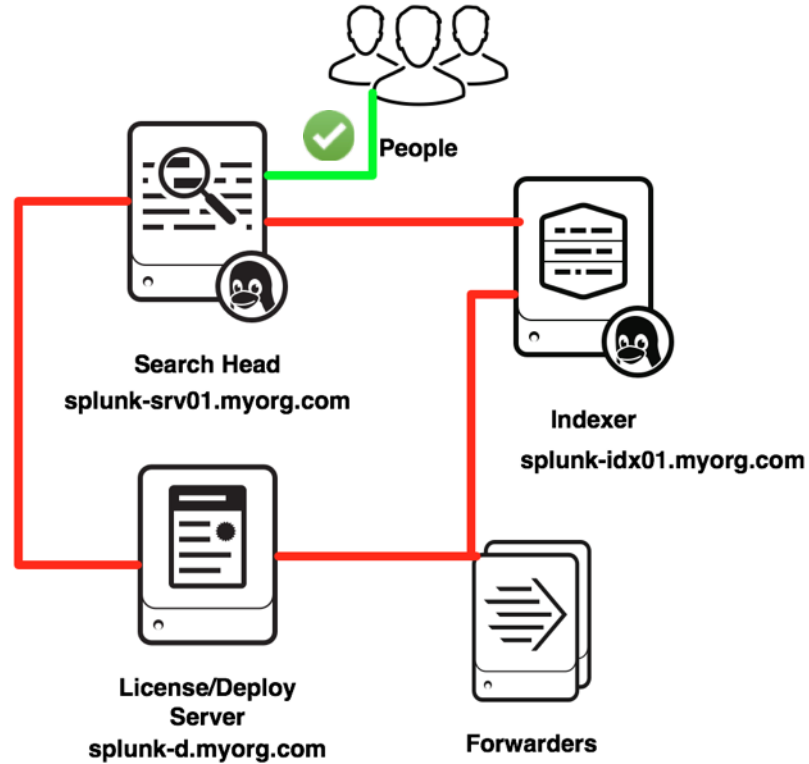 People
Search Head
splunk-srv01.myorg.com
Indexer
splunk-idx01.myorg.com
License/Deploy
Server
splunk-d.myorg.com
Forwarders